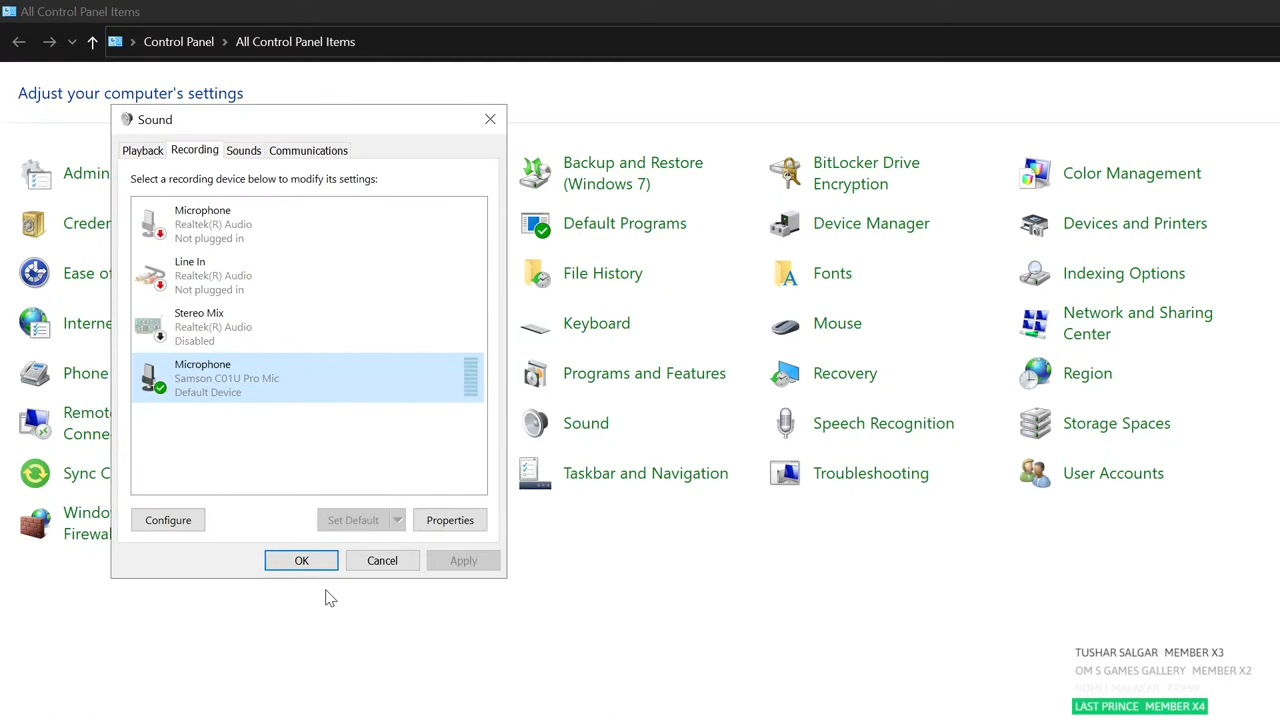 All Control Panel Items
Control Panel
All Control Panel Items
Adjust your computer's settings
Sound
Playback
Recording
Sounds
Communications
Select a recording device below to modify its settings:
Microphone
Realtek(R) Audio
Not plugged in
Line In
Realtek(R) Audio
Not plugged in
Stereo Mix
Realtek(R) Audio
Disabled
Microphone
Samson C01U Pro Mic
Default Device
Configure
Set Default
Properties
OK
Cancel
Apply
Admin
Backup and Restore
(Windows 7)
BitLocker Drive
Encryption
Color Management
Creden
Default Programs
Device Manager
Devices and Printers
Ease of
File History
Fonts
Indexing Options
Interne
Keyboard
Mouse
Network and Sharing
Center
Phone
Programs and Features
Recovery
Region
Remot
Conne
Sound
Speech Recognition
Storage Spaces
Sync C
Taskbar and Navigation
Troubleshooting
User Accounts
Windo
Firewal
TUSHAR SALGAR MEMBER X3
OM S GAMES GALLERY MEMBER X2
LAST PRINCE MEMBER X4